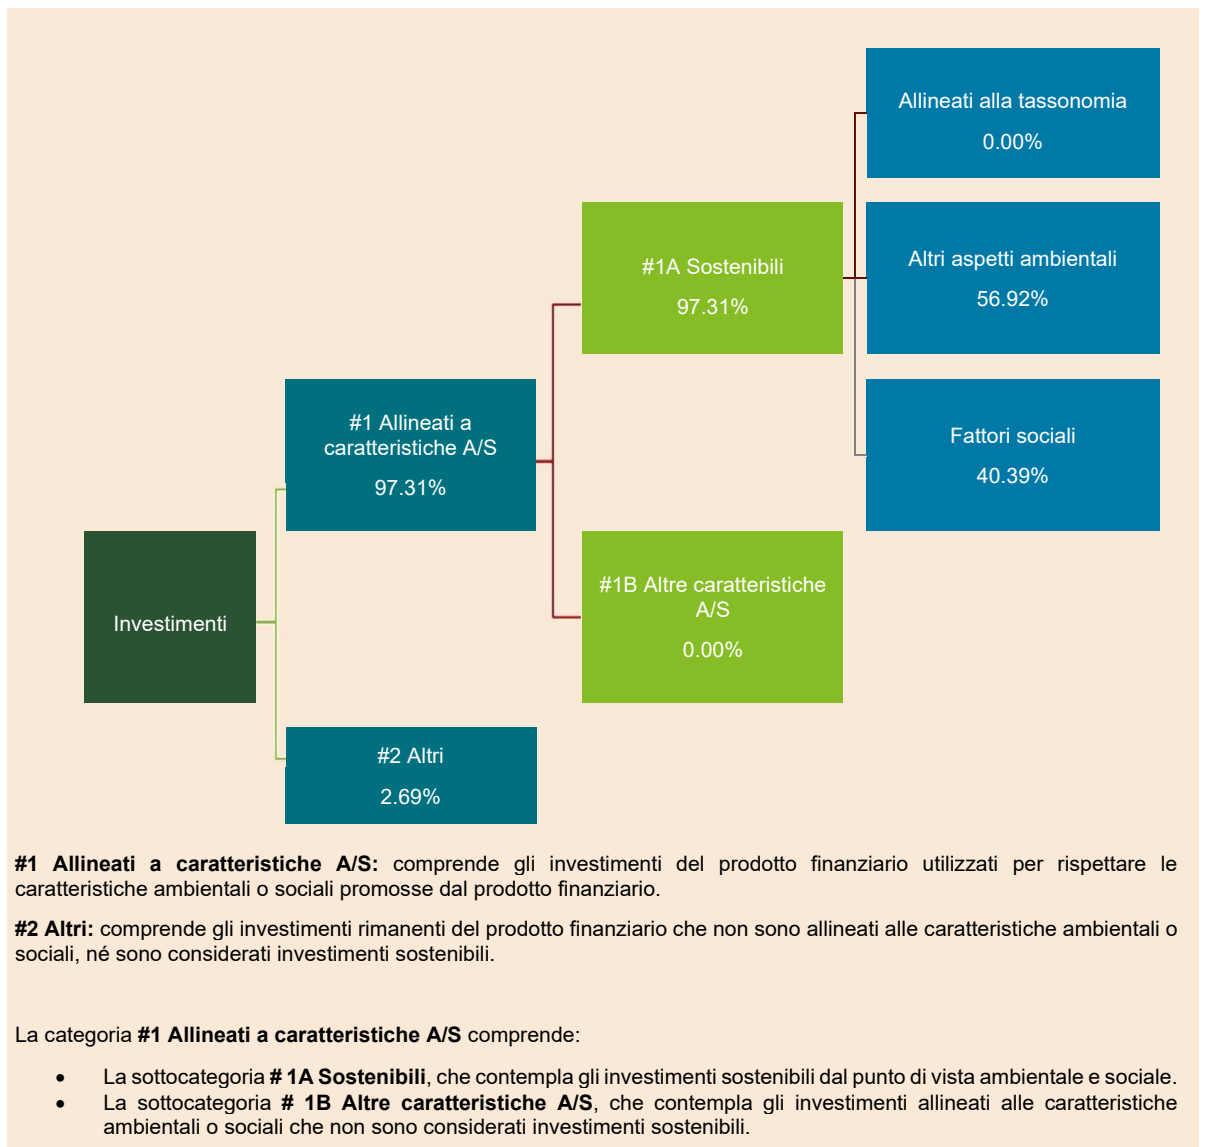 Allineati alla tassonomia
0.00%
#1A Sostenibili
97.31%
Altri aspetti ambientali
56.92%
#1 Allineati a
caratteristiche A/S
97.31%
Fattori sociali
40.39%
Investimenti
#1B Altre caratteristiche
A/S
0.00%
#2 Altri
2.69%
#1 Allineati a caratteristiche A/S: comprende gli investimenti del prodotto finanziario utilizzati per rispettare le
caratteristiche ambientali o sociali promosse dal prodotto finanziario.
#2 Altri: comprende gli investimenti rimanenti del prodotto finanziario che non sono allineati alle caratteristiche ambientali o
sociali, né sono considerati investimenti sostenibili.
La categoria #1 Allineati a caratteristiche A/S comprende:
• La sottocategoria # 1A Sostenibili, che contempla gli investimenti sostenibili dal punto di vista ambientale e sociale.
• La sottocategoria # 1B Altre caratteristiche A/S, che contempla gli investimenti allineati alle caratteristiche
ambientali o sociali che non sono considerati investimenti sostenibili.